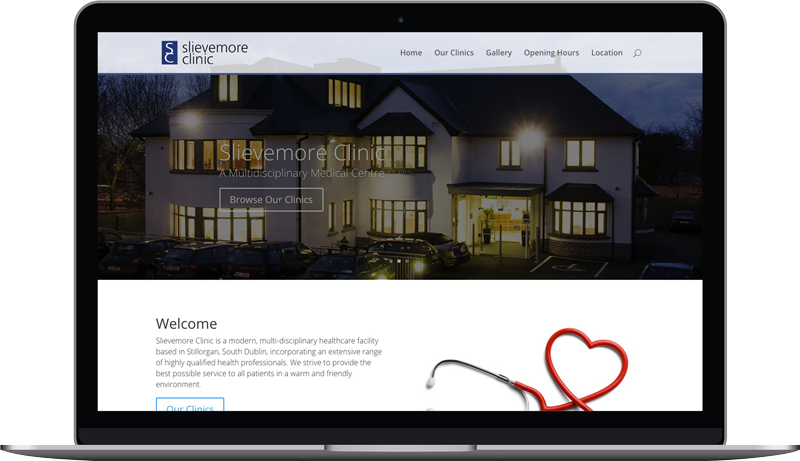 slievemore
clinic
Home Our Clinics Gallery Opening Hours Location
Slievemore Clinic
A Multidisciplinary Medical Centre
Browse Our Clinics
Welcome
Slievemore Clinic is a modern, multi-disciplinary healthcare facility
based in Stillorgan, South Dublin, incorporating an extensive range
of highly qualified health professionals. We strive to provide the
best possible service to all patients in a warm and friendly
environment.
Our Clinics